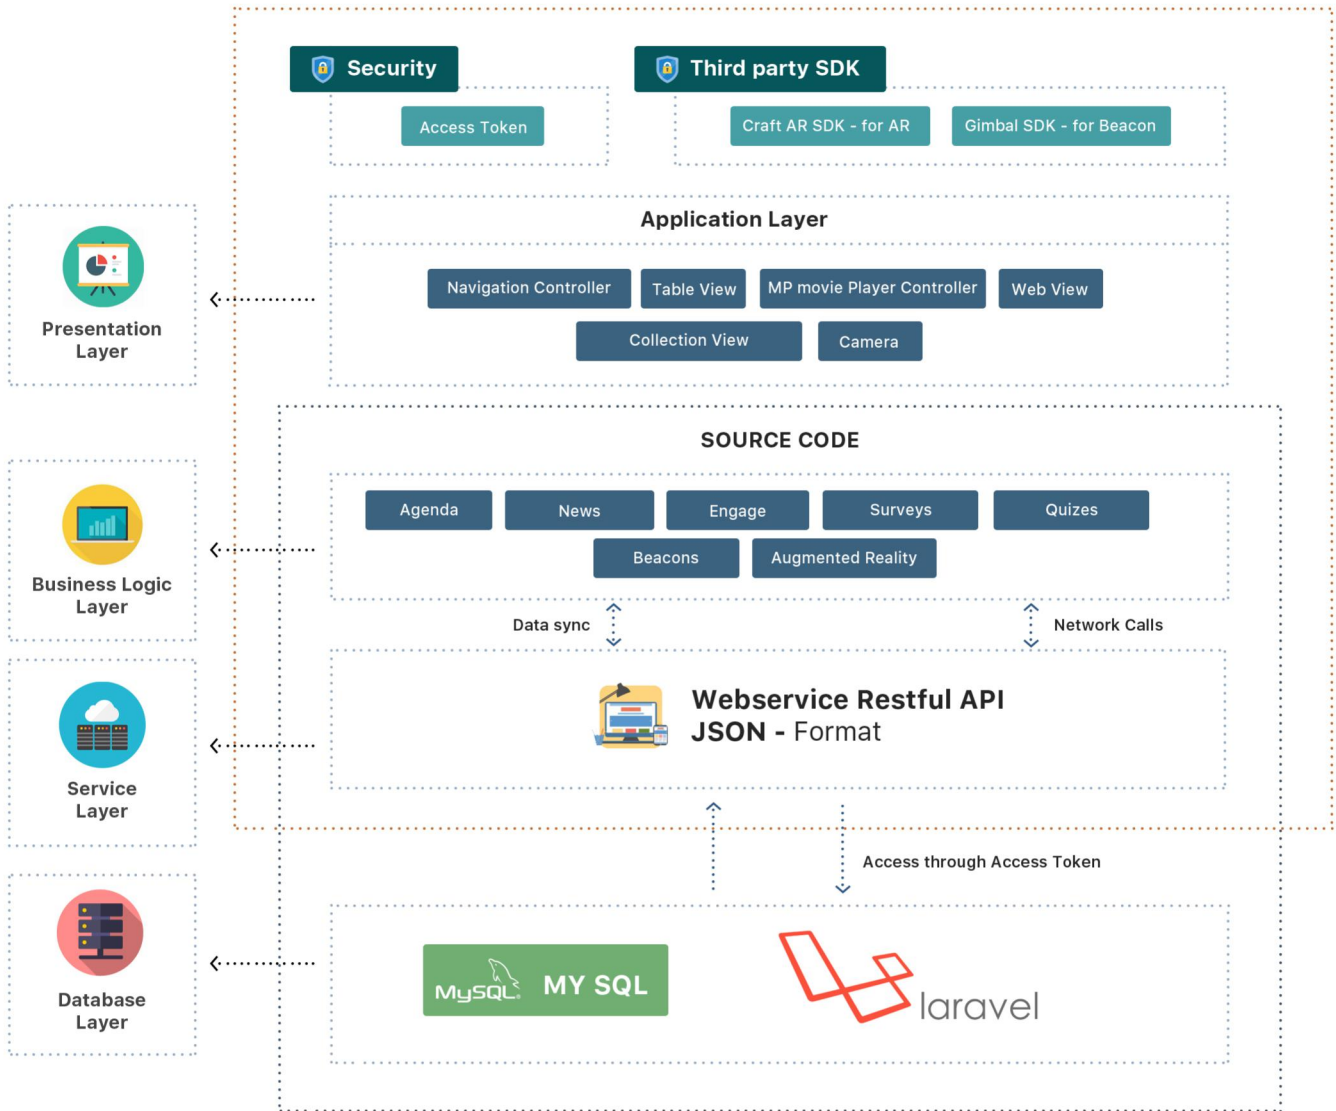 Security
Third party SDK
Access Token
Craft AR SDK - for AR
Gimbal SDK - for Beacon
Application Layer
Navigation Controller
Table View
MP movie Player Controller
Web View
Collection View
Camera
Presentation
Layer
SOURCE CODE
Agenda
News
Engage
Surveys
Quizes
Beacons
Augmented Reality
Business Logic
Layer
Data sync
Network Calls
Webservice Restful API
JSON - Format
Service
Layer
Access through Access Token
MySQL®
MY SQL
laravel
Database
Layer